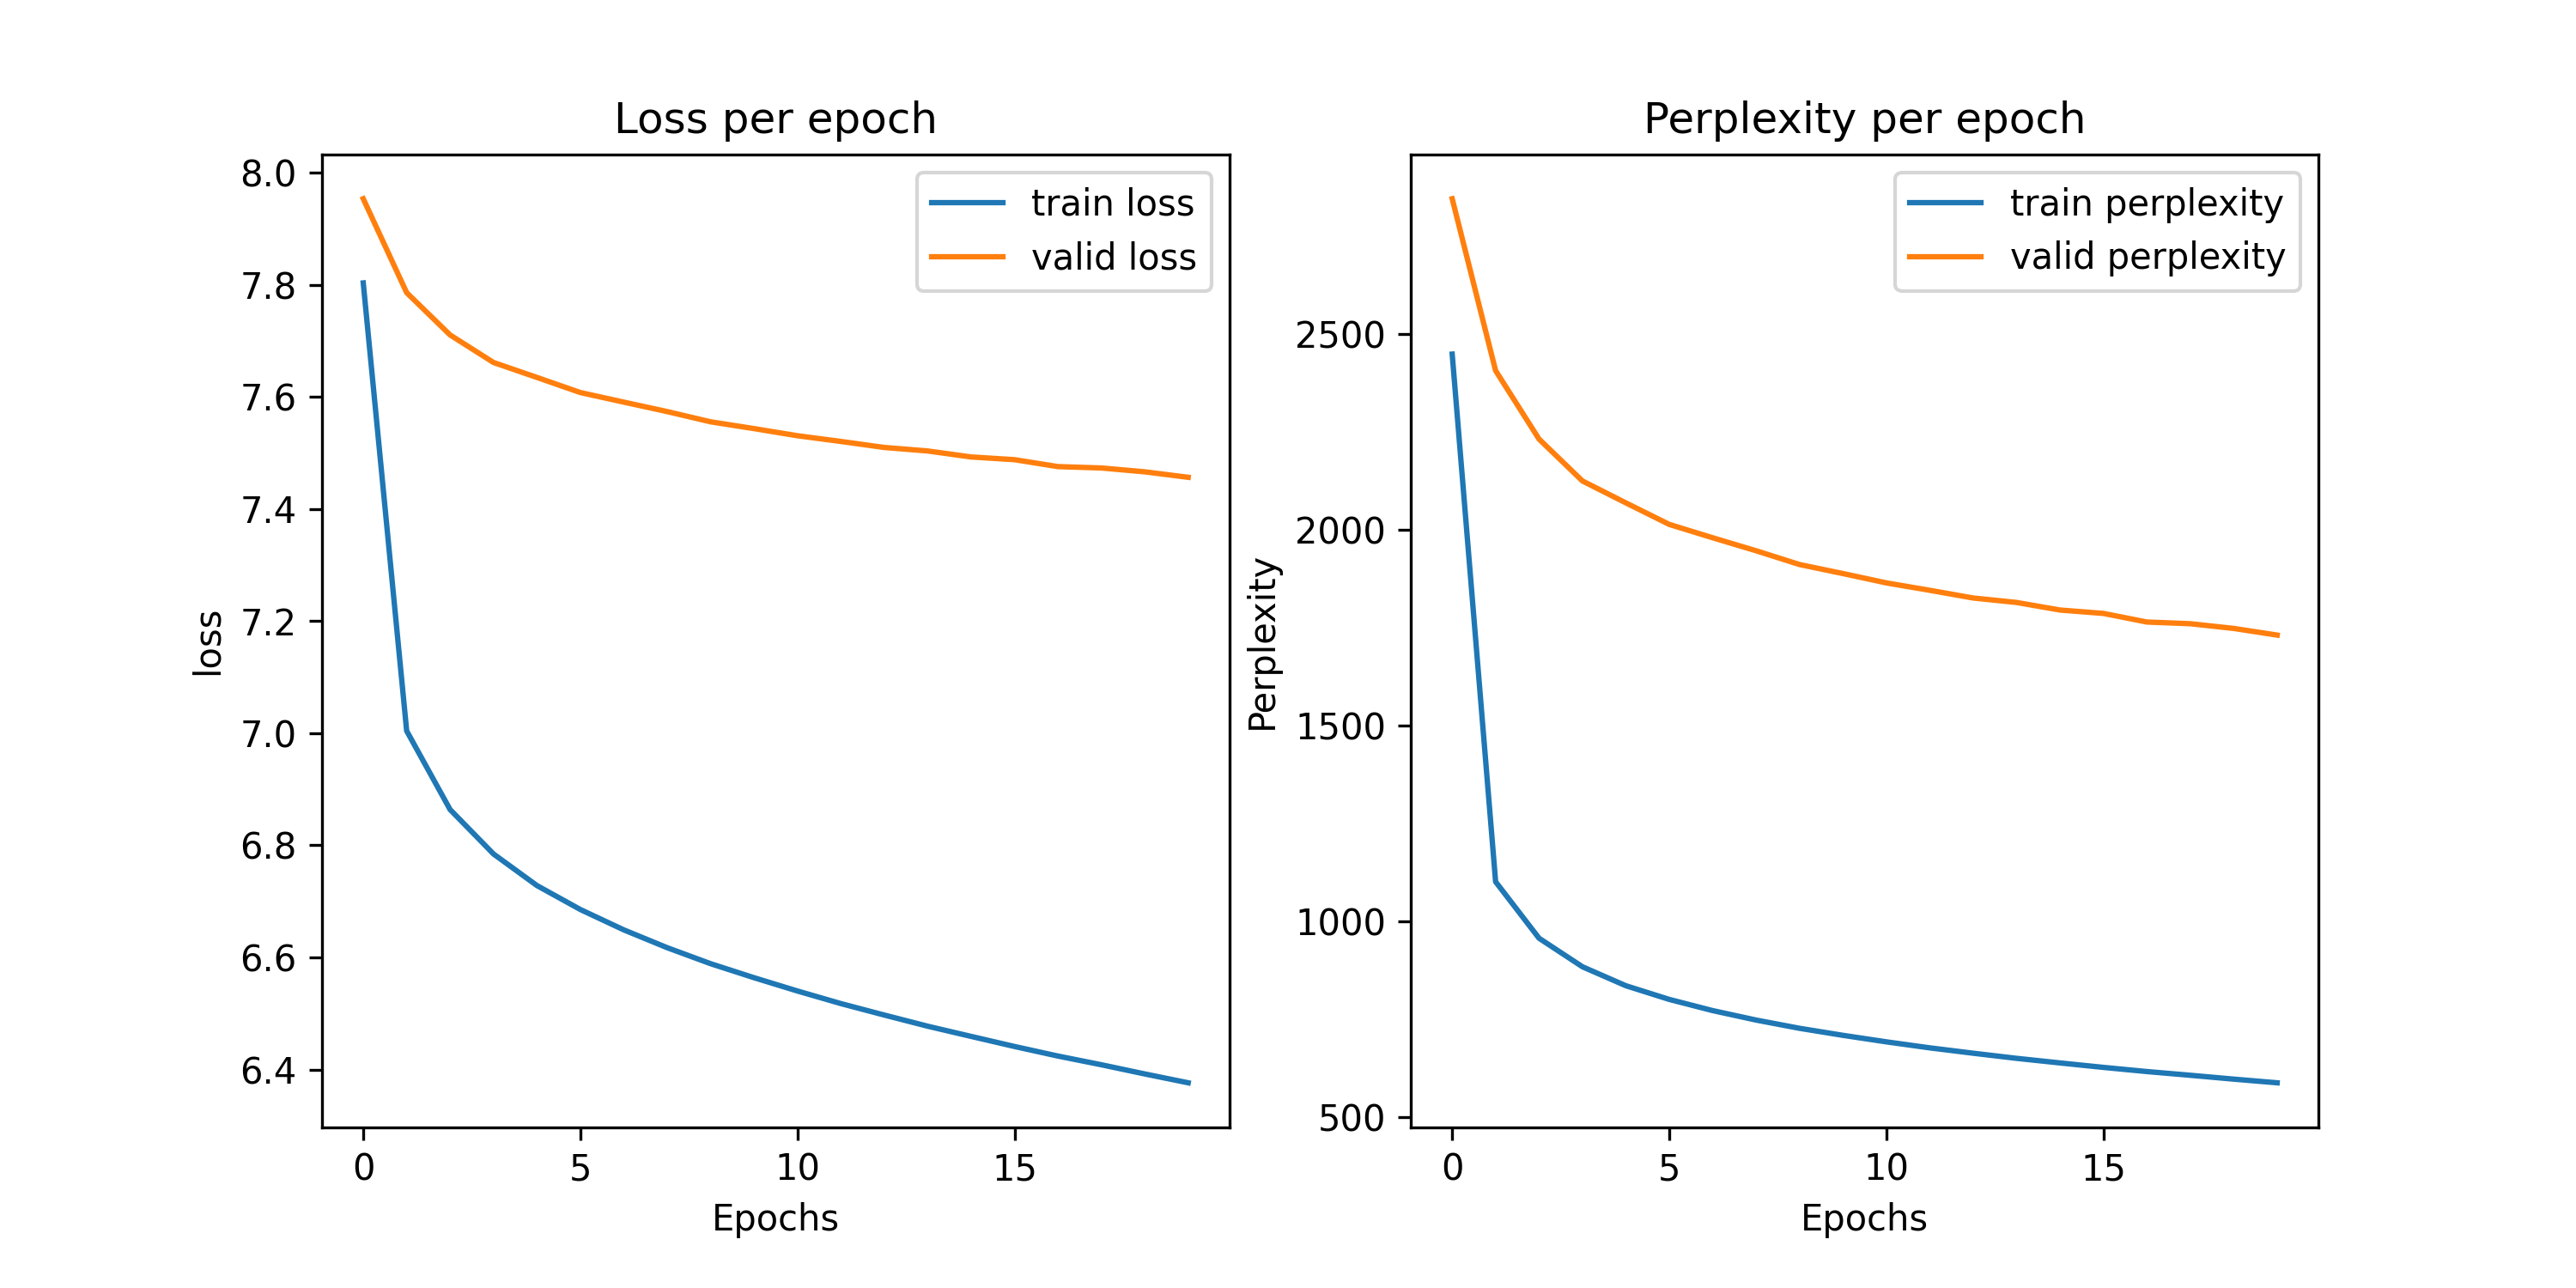 Loss per epoch
8.0
7.8
7.6
7.4
7.2
7.0
6.8
6.6
6.4
loss
0 5 10 15
Epochs
train loss
valid loss
Perplexity per epoch
2500
2000
1500
1000
500
Perplexity
0 5 10 15
Epochs
train perplexity
valid perplexity